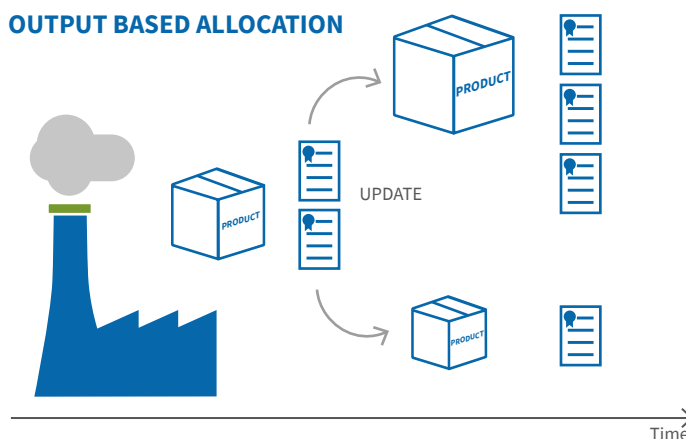 OUTPUT BASED ALLOCATION
PRODUCT
PRODUCT
UPDATE
PRODUCT
Time